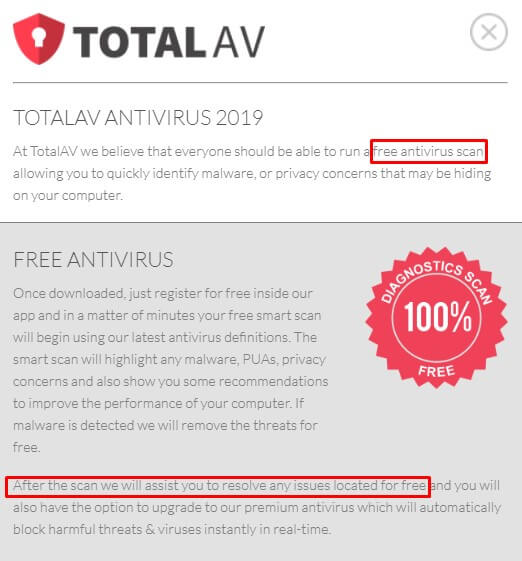 TOTAL AV
TOTALAV ANTIVIRUS 2019
At TotalAV we believe that everyone should be able to run a free antivirus scan
allowing you to quickly identify malware, or privacy concerns that may be hiding
on your computer.
FREE ANTIVIRUS
Once downloaded, just register for free inside our
app and in a matter of minutes your free smart scan
will begin using our latest antivirus definitions. The
smart scan will highlight any malware, PUAs, privacy
concerns and also show you some recommendations
to improve the performance of your computer. If
malware is detected we will remove the threats for
free.
DIAGNOSTICS SCAN
100%
FREE
After the scan we will assist you to resolve any issues located for free and you will
also have the option to upgrade to our premium antivirus which will automatically
block harmful threats & viruses instantly in real-time.